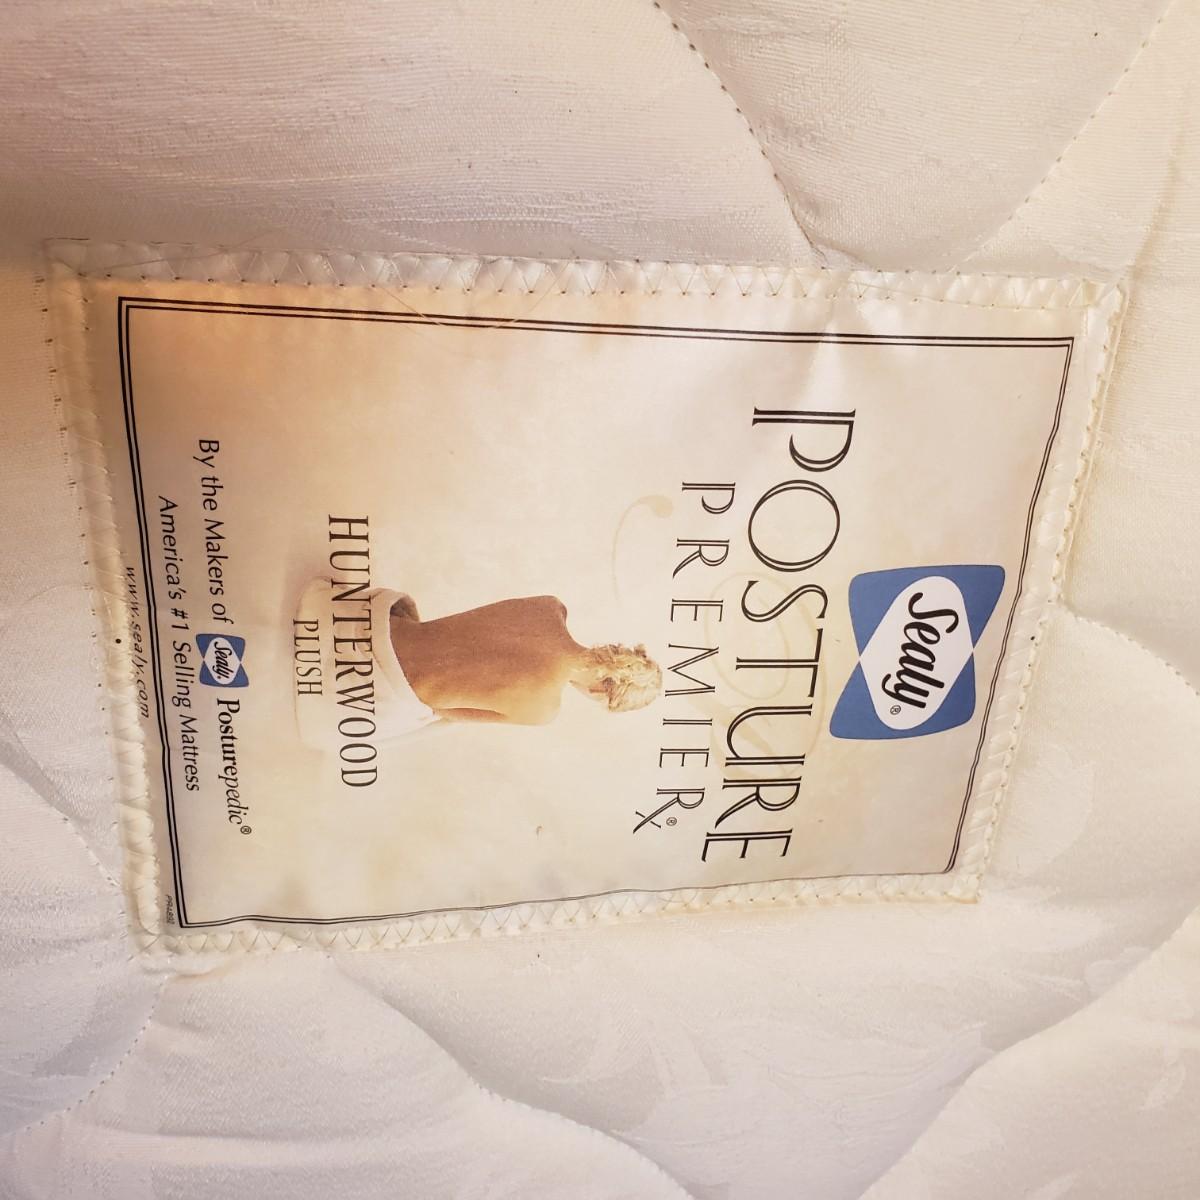 Sealy®
POSTURE
PREMIER®
HUNTERWOOD
PLUSH
By the Makers of Sealy Posturepedic®
America's #1 Selling Mattress
www.sealy.com